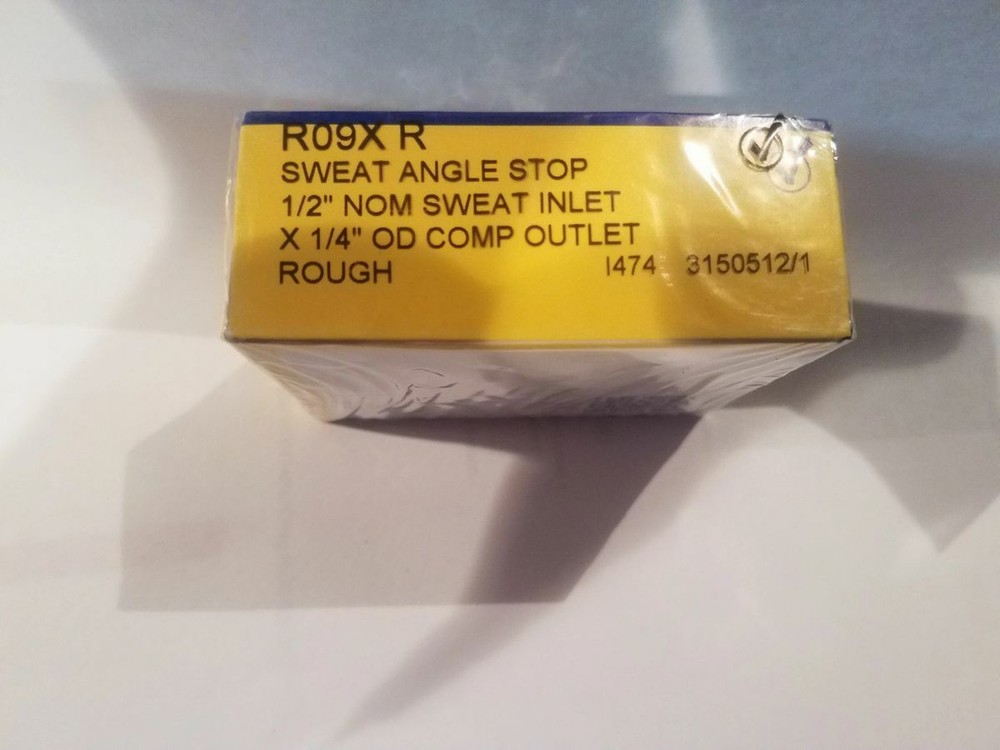 R09X R
SWEAT ANGLE STOP
1/2" NOM SWEAT INLET
X 1/4" OD COMP OUTLET
ROUGH I474 3150512/1